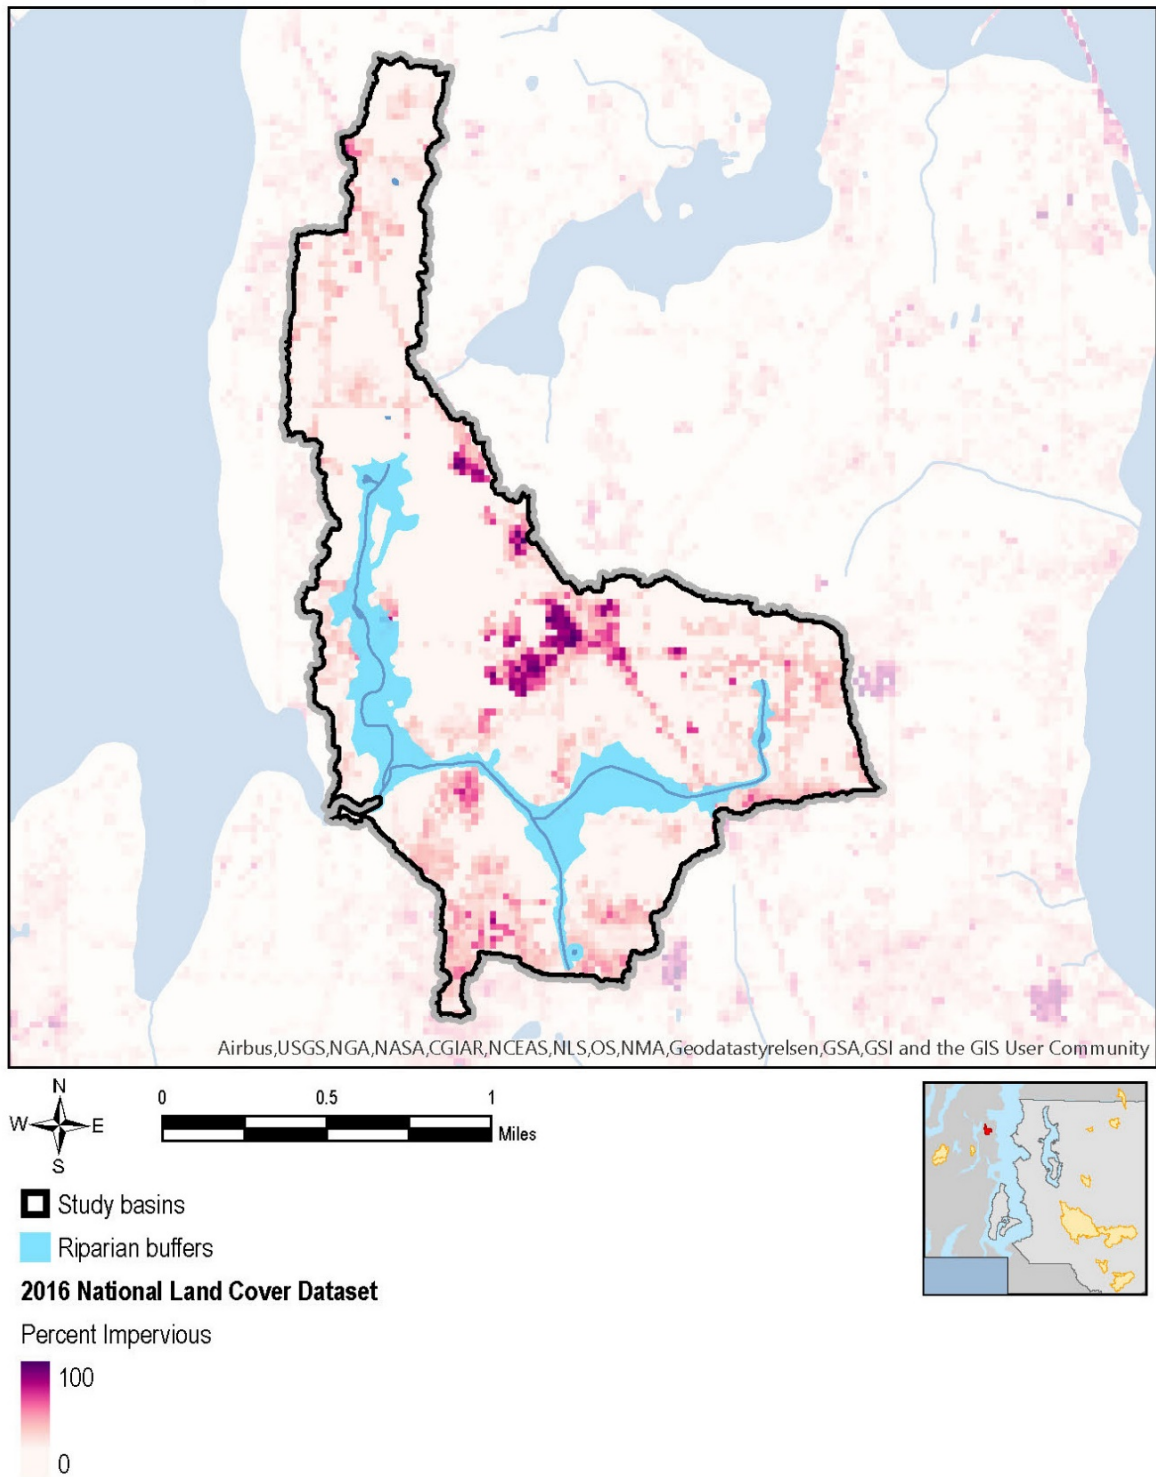 Airbus,USGS,NGA,NASA,CGIAR,NCEAS,NLS,OS,NMA,Geodatastyrelsen,GSA,GSI and the GIS User Community
N
W E
S
0 0.5 1
Miles
Study basins
Riparian buffers
2016 National Land Cover Dataset
Percent Impervious
100
0